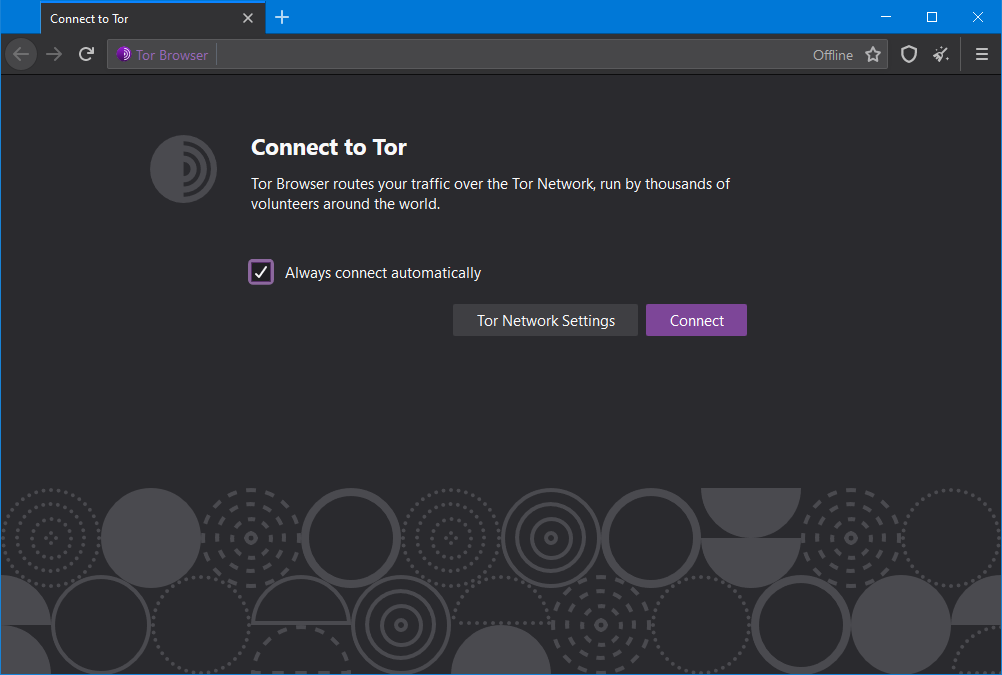 Connect to Tor
Tor Browser
Offline
Connect to Tor
Tor Browser routes your traffic over the Tor Network, run by thousands of
volunteers around the world.
Always connect automatically
Tor Network Settings
Connect